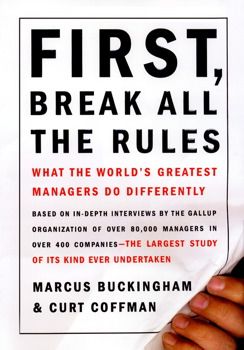 FIRST,
BREAK ALL
THE RULES
WHAT THE WORLD'S GREATEST
MANAGERS DO DIFFERENTLY
BASED ON IN-DEPTH INTERVIEWS BY THE GALLUP
ORGANIZATION OF OVER 80,000 MANAGERS IN
OVER 400 COMPANIES—THE LARGEST STUDY
OF ITS KIND EVER UNDERTAKEN
MARCUS BUCKINGHAM
& CURT COFFMAN